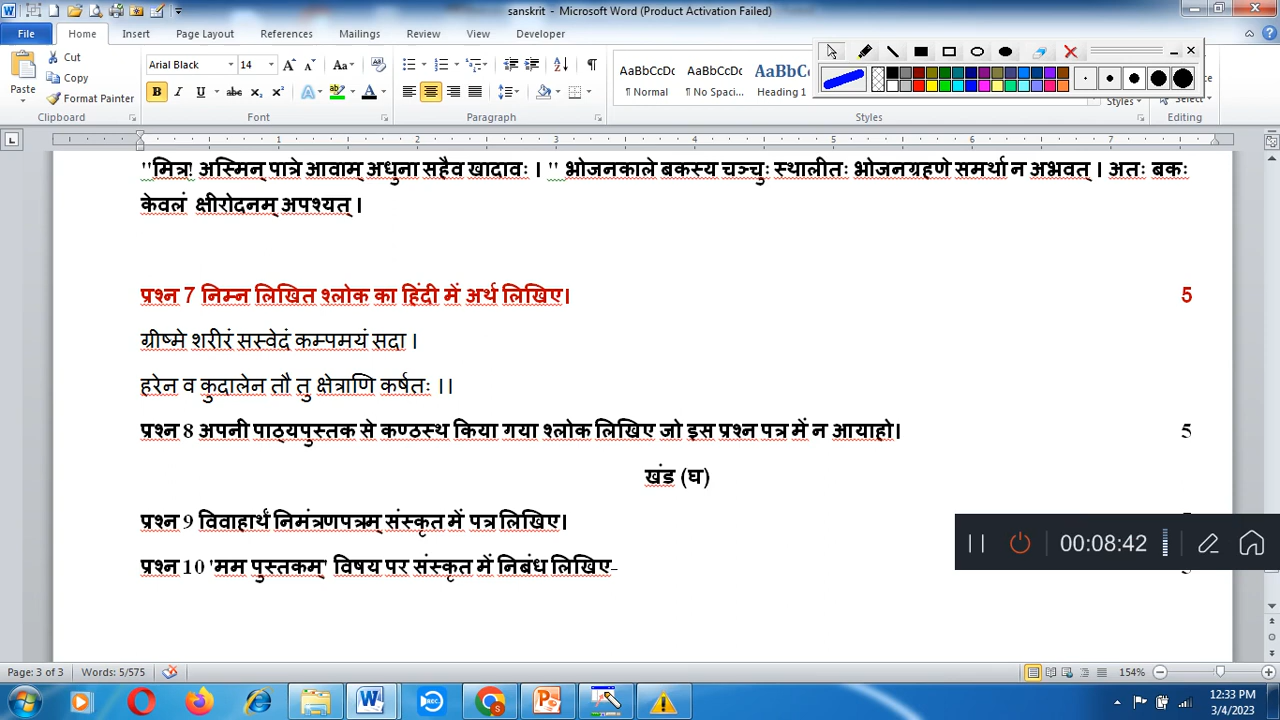 sanskrit - Microsoft Word (Product Activation Failed)
File Home Insert Page Layout References Mailings Review View Developer
Cut
Copy
Format Painter
Paste
Clipboard
Arial Black 14
Font
Paragraph
AaBbCcDc AaBbCcDc AaBbC
¶ Normal ¶ No Spaci... Heading 1
Styles
Styles
Editing
''मित्र! अस्मिन् पात्रे आवाम् अधुना सहैव खादावः । '' भोजनकाले बकस्य चञ्चुः स्थालीतः भोजनग्रहणे समर्था न अभवत् । अतः बकः
केवलं क्षीरोदनम् अपश्यत् ।
प्रश्न 7 निम्न लिखित श्लोक का हिंदी में अर्थ लिखिए। 5
ग्रीष्मे शरीरं सस्वेदं कम्पमयं सदा ।
हरेन व कुदालेन तौ तु क्षेत्राणि कर्षतः ।।
प्रश्न 8 अपनी पाठ्यपुस्तक से कण्ठस्थ किया गया श्लोक लिखिए जो इस प्रश्न पत्र में न आयाहो। 5
खंड (घ)
प्रश्न 9 विवाहार्थं निमंत्रणपत्रम् संस्कृत में पत्र लिखिए।
प्रश्न 10 'मम पुस्तकम्' विषय पर संस्कृत में निबंध लिखिए-
00:08:42
Page: 3 of 3 Words: 5/575 154%
12:33 PM
3/4/2023